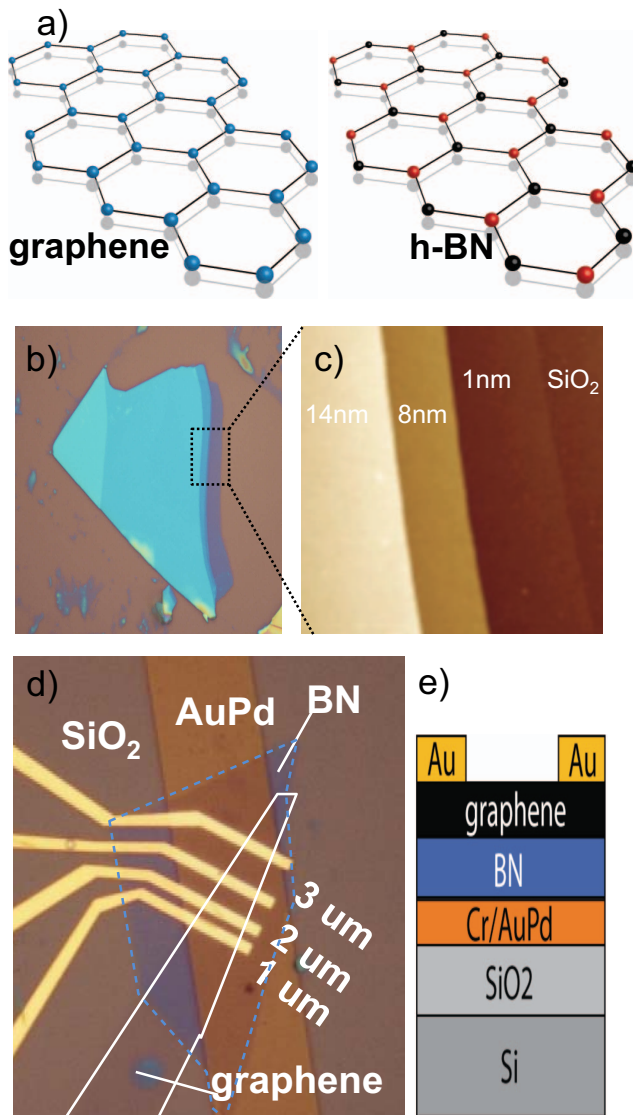 a)
graphene
h-BN
b)
c)
14nm
8nm
1nm
SiO₂
d)
SiO₂
AuPd
BN
3 um
2 um
1 um
graphene
e)
Au
Au
graphene
BN
Cr/AuPd
SiO2
Si